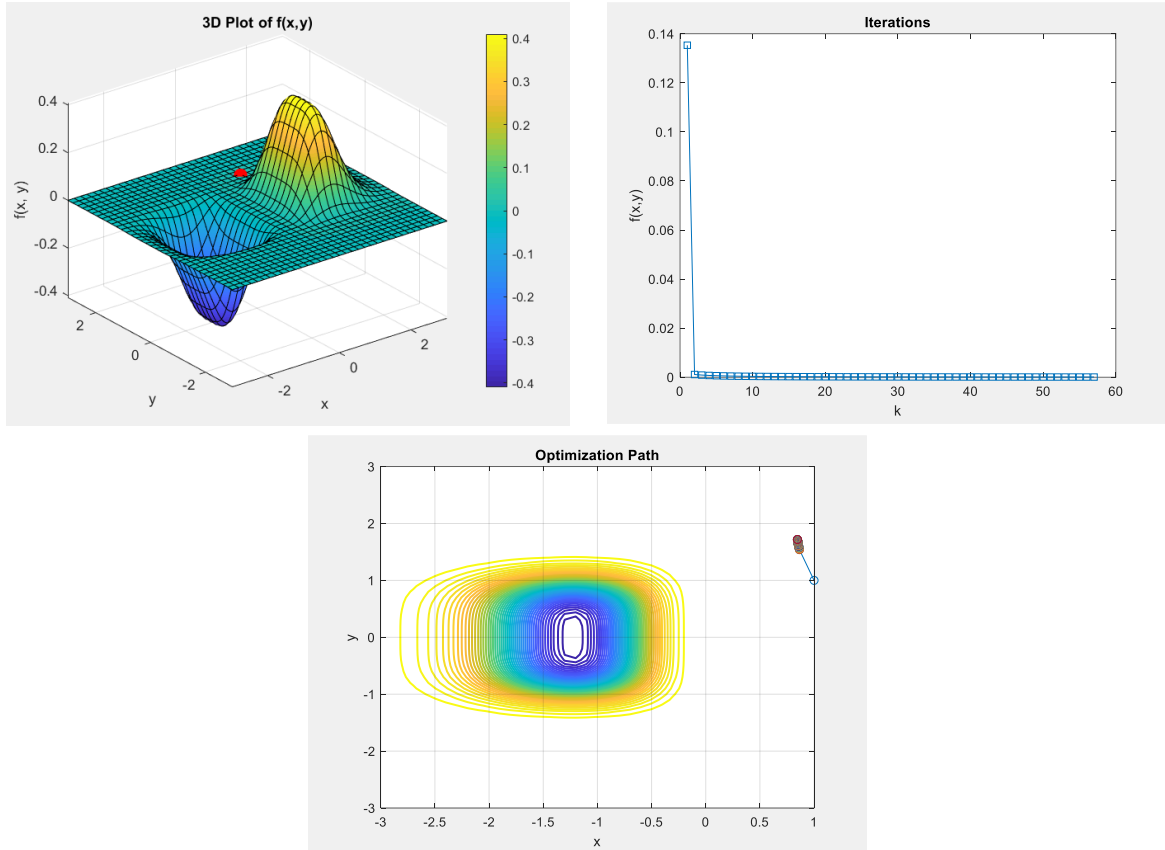 3D Plot of f(x,y)
0.4
0.2
0
-0.2
-0.4
f(x, y)
2
0
-2
y
-2
0
2
x
0.4
0.3
0.2
0.1
0
-0.1
-0.2
-0.3
-0.4
Iterations
0.14
0.12
0.1
0.08
0.06
0.04
0.02
0
f(x,y)
0 10 20 30 40 50 60
k
Optimization Path
3
2
1
0
-1
-2
-3
y
-3 -2.5 -2 -1.5 -1 -0.5 0 0.5 1
x